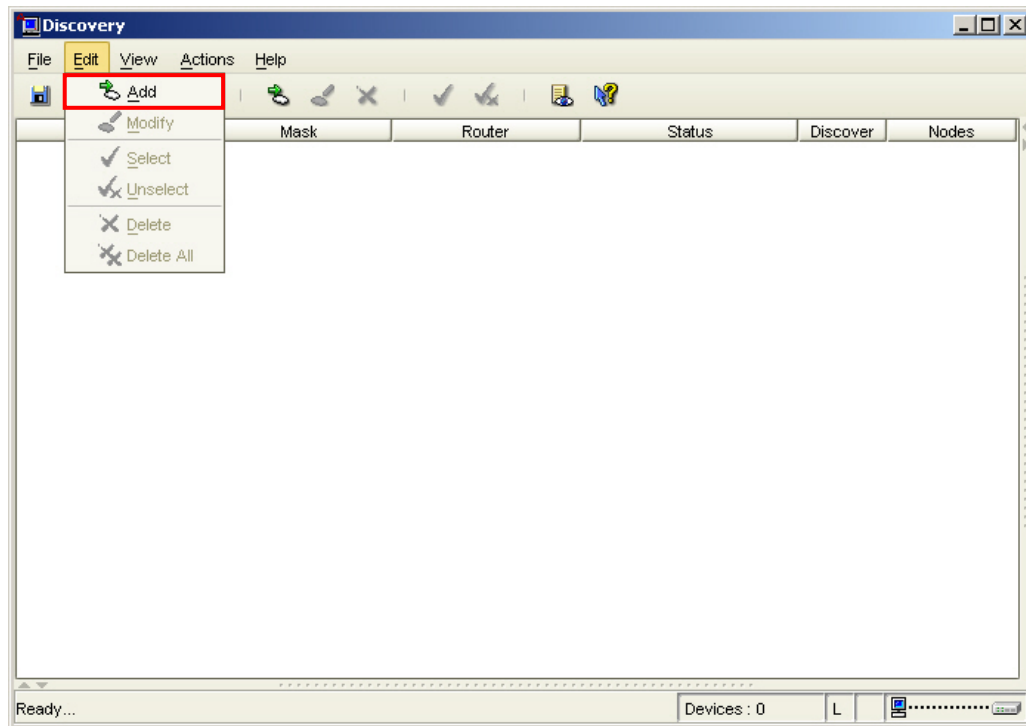 Discovery
File Edit View Actions Help
Add
Modify
Select
Unselect
Delete
Delete All
Mask Router Status Discover Nodes
Ready... Devices : 0 L